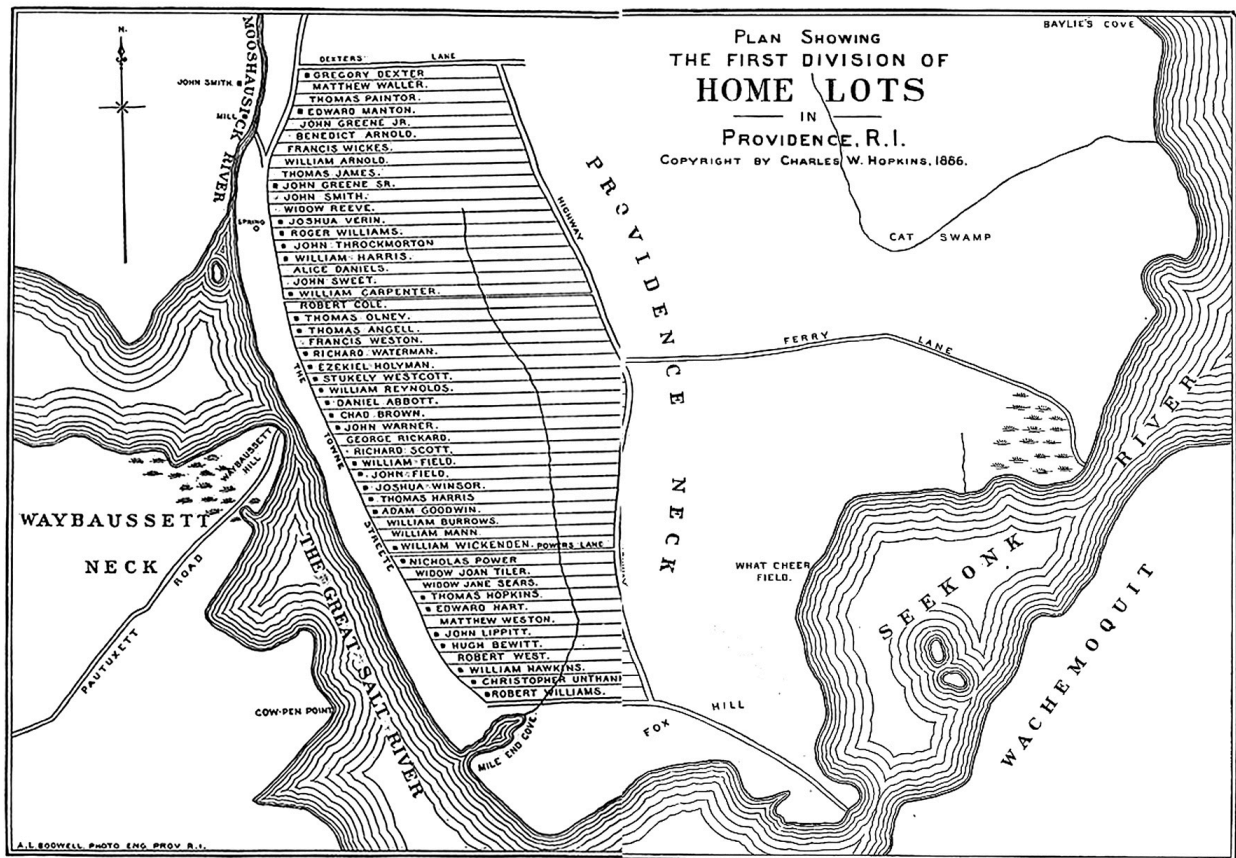 PLAN SHOWING
THE FIRST DIVISION OF
HOME LOTS
IN
PROVIDENCE, R.I.
COPYRIGHT BY CHARLES W. HOPKINS, 1886.
BAYLIE'S COVE
N.
MOOSHAUSICK RIVER
JOHN SMITH
MILL
SPRING
DEXTERS' LANE
GREGORY DEXTER
MATTHEW WALLER.
THOMAS PAINTOR.
EDWARD MANTON.
JOHN GREENE JR.
BENEDICT ARNOLD.
FRANCIS WICKES.
WILLIAM ARNOLD.
THOMAS JAMES.
JOHN GREENE SR.
JOHN SMITH.
WIDOW REEVE.
JOSHUA VERIN.
ROGER WILLIAMS.
JOHN THROCKMORTON
WILLIAM HARRIS.
ALICE DANIELS.
JOHN SWEET.
WILLIAM CARPENTER.
ROBERT COLE.
THOMAS OLNEY.
THOMAS ANGELL.
FRANCIS WESTON.
RICHARD WATERMAN.
EZEKIEL HOLYMAN.
STUKELY WESTCOTT.
WILLIAM REYNOLDS.
DANIEL ABBOTT.
CHAD BROWN.
JOHN WARNER.
GEORGE RICKARD.
RICHARD SCOTT.
WILLIAM FIELD.
JOHN FIELD.
JOSHUA WINSOR.
THOMAS HARRIS
ADAM GOODWIN.
WILLIAM BURROWS.
WILLIAM MANN.
WILLIAM WICKENDEN. POWERS LANE
NICHOLAS POWER
WIDOW JOAN TILER.
WIDOW JANE SEARS.
THOMAS HOPKINS.
EDWARD HART.
MATTHEW WESTON.
JOHN LIPPITT.
HUGH BEWITT.
ROBERT WEST.
WILLIAM HAWKINS.
CHRISTOPHER UNTHAN
ROBERT WILLIAMS.
HIGHWAY
PROVIDENCE NECK
CAT SWAMP
FERRY LANE
THE TOWNE STREETE
WAYBAUSSETT HILL
WAYBAUSSETT
NECK
PAUTUXETT ROAD
THE GREAT SALT RIVER
COW-PEN POINT
MILE END COVE.
FOX HILL
WHAT CHEER
FIELD.
SEEKONK RIVER
WACHEMOQUIT
A.L. BODWELL PHOTO ENG PROV R.I.